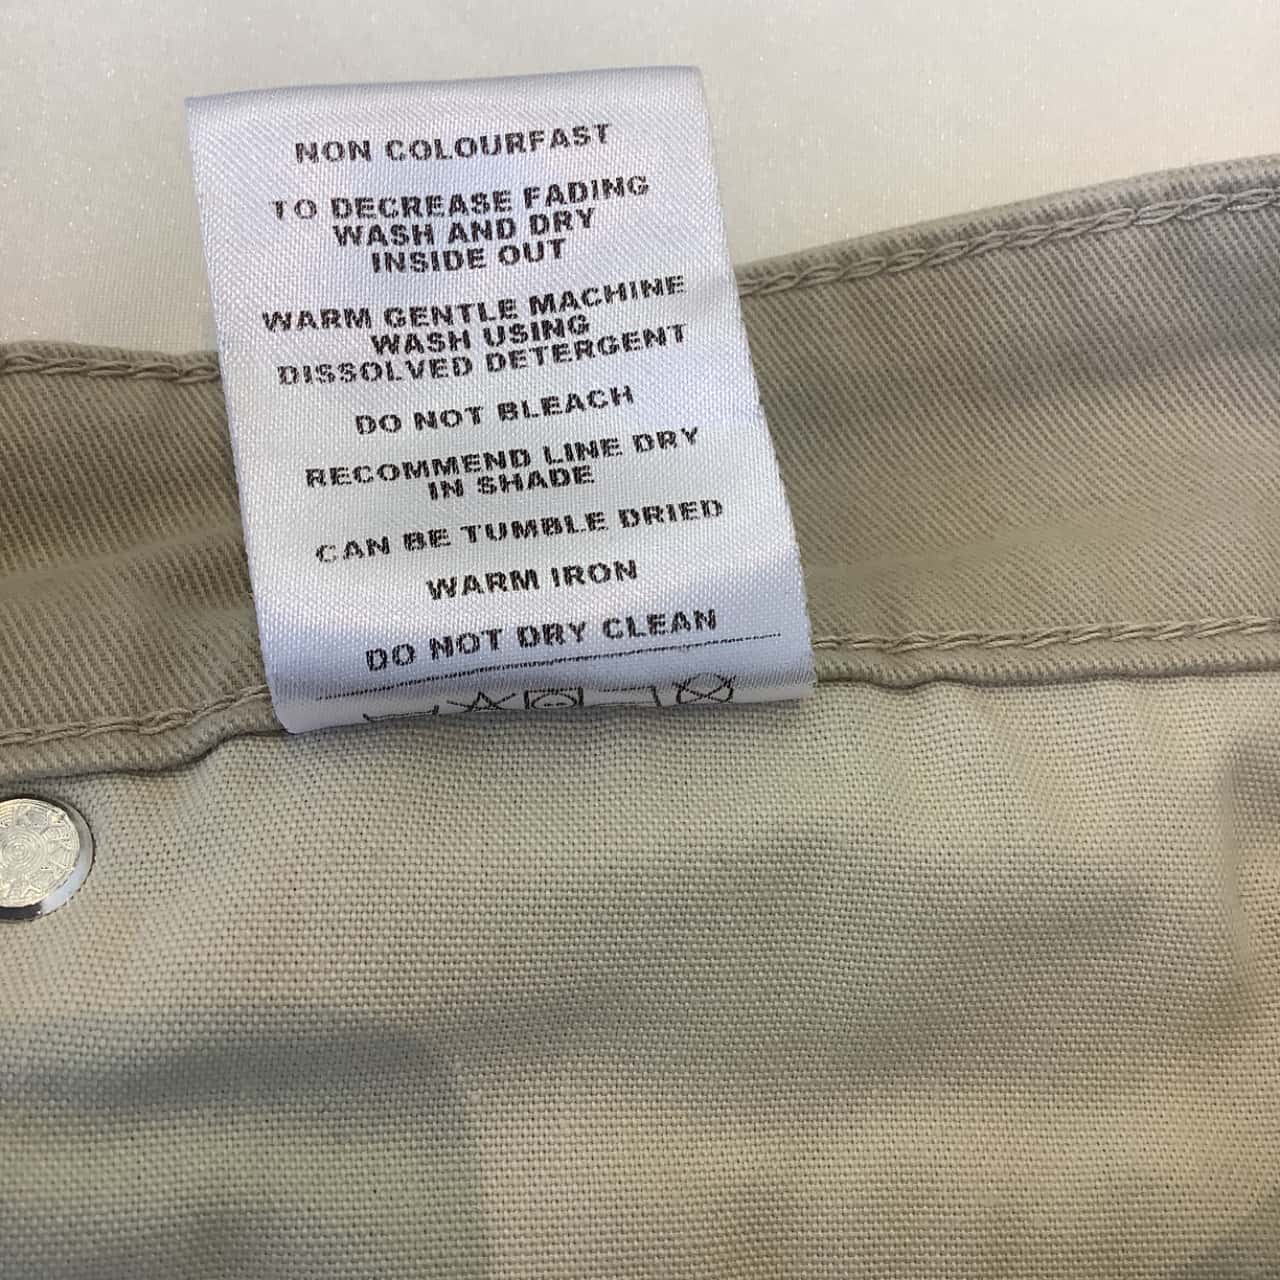 NON COLOURFAST
TO DECREASE FADING
WASH AND DRY
INSIDE OUT
WARM GENTLE MACHINE
WASH USING
DISSOLVED DETERGENT
DO NOT BLEACH
RECOMMEND LINE DRY
IN SHADE
CAN BE TUMBLE DRIED
WARM IRON
DO NOT DRY CLEAN